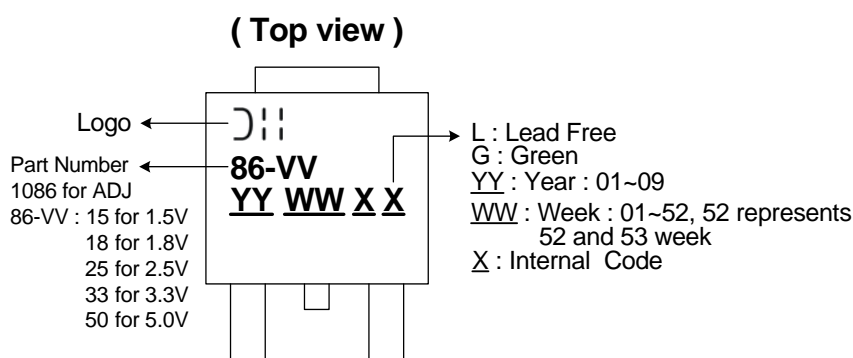 ( Top view )
Logo
Part Number
1086 for ADJ
86-VV : 15 for 1.5V
18 for 1.8V
25 for 2.5V
33 for 3.3V
50 for 5.0V
86-VV
YY WW X X
L : Lead Free
G : Green
YY : Year : 01~09
WW : Week : 01~52, 52 represents
52 and 53 week
X : Internal Code